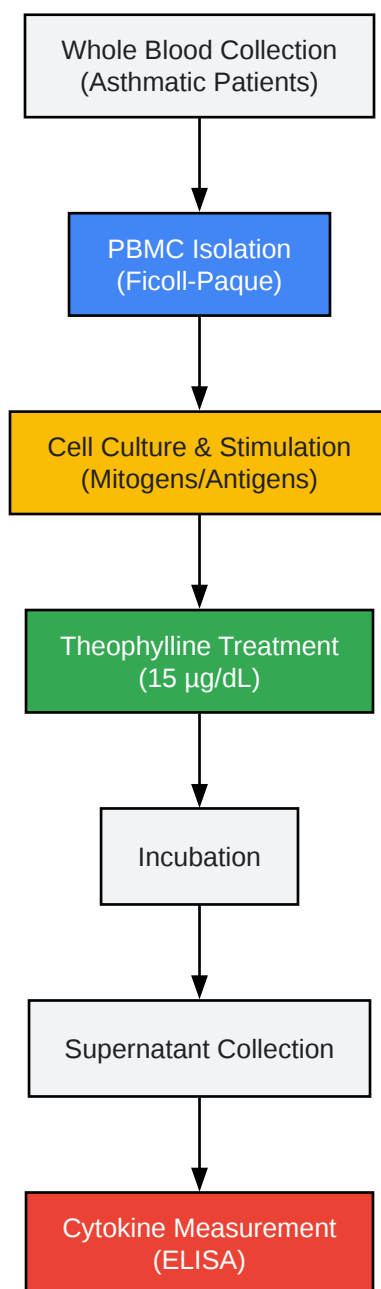 Whole Blood Collection
(Asthmatic Patients)
PBMC Isolation
(Ficoll-Paque)
Cell Culture & Stimulation
(Mitogens/Antigens)
Theophylline Treatment
(15 µg/dL)
Incubation
Supernatant Collection
Cytokine Measurement
(ELISA)